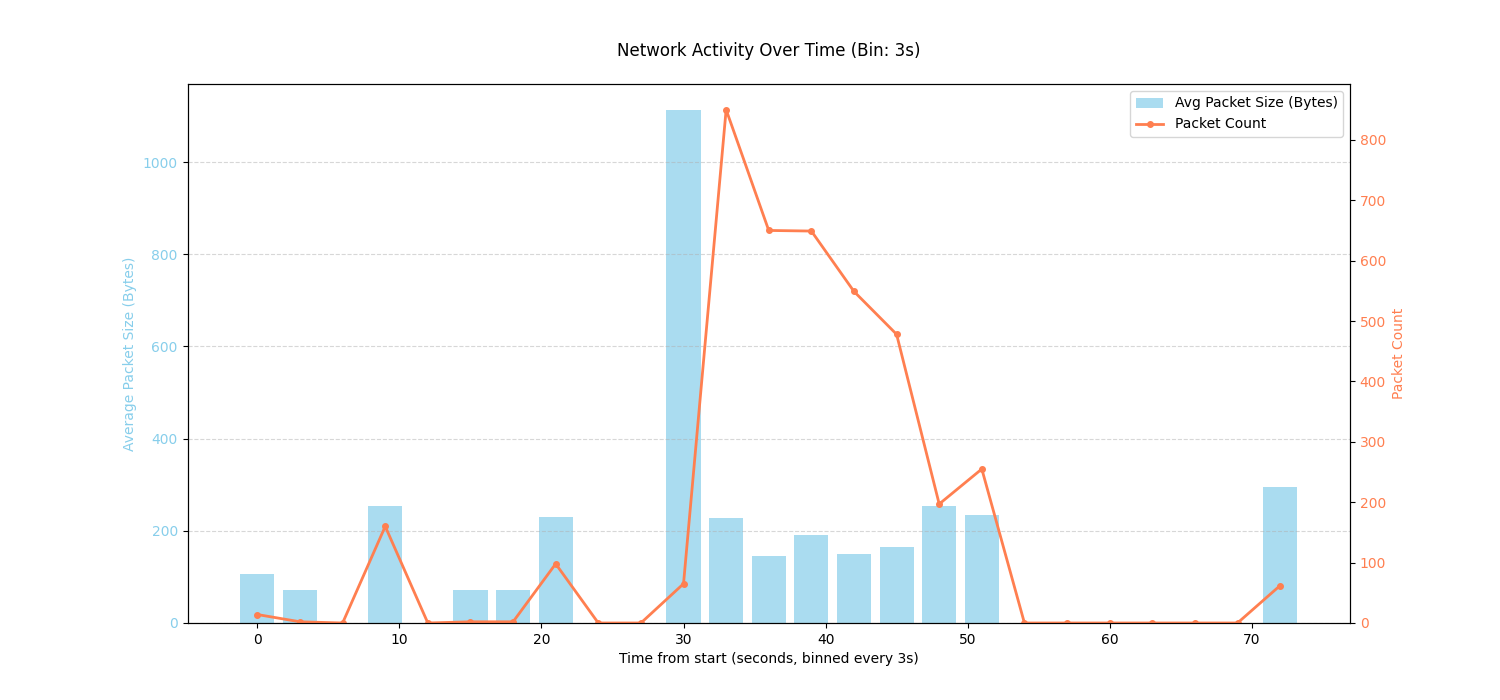 Network Activity Over Time (Bin: 3s)
Avg Packet Size (Bytes)
Packet Count
Average Packet Size (Bytes)
1000
800
600
400
200
0
800
700
600
500
400
300
200
100
0
Packet Count
0 10 20 30 40 50 60 70
Time from start (seconds, binned every 3s)